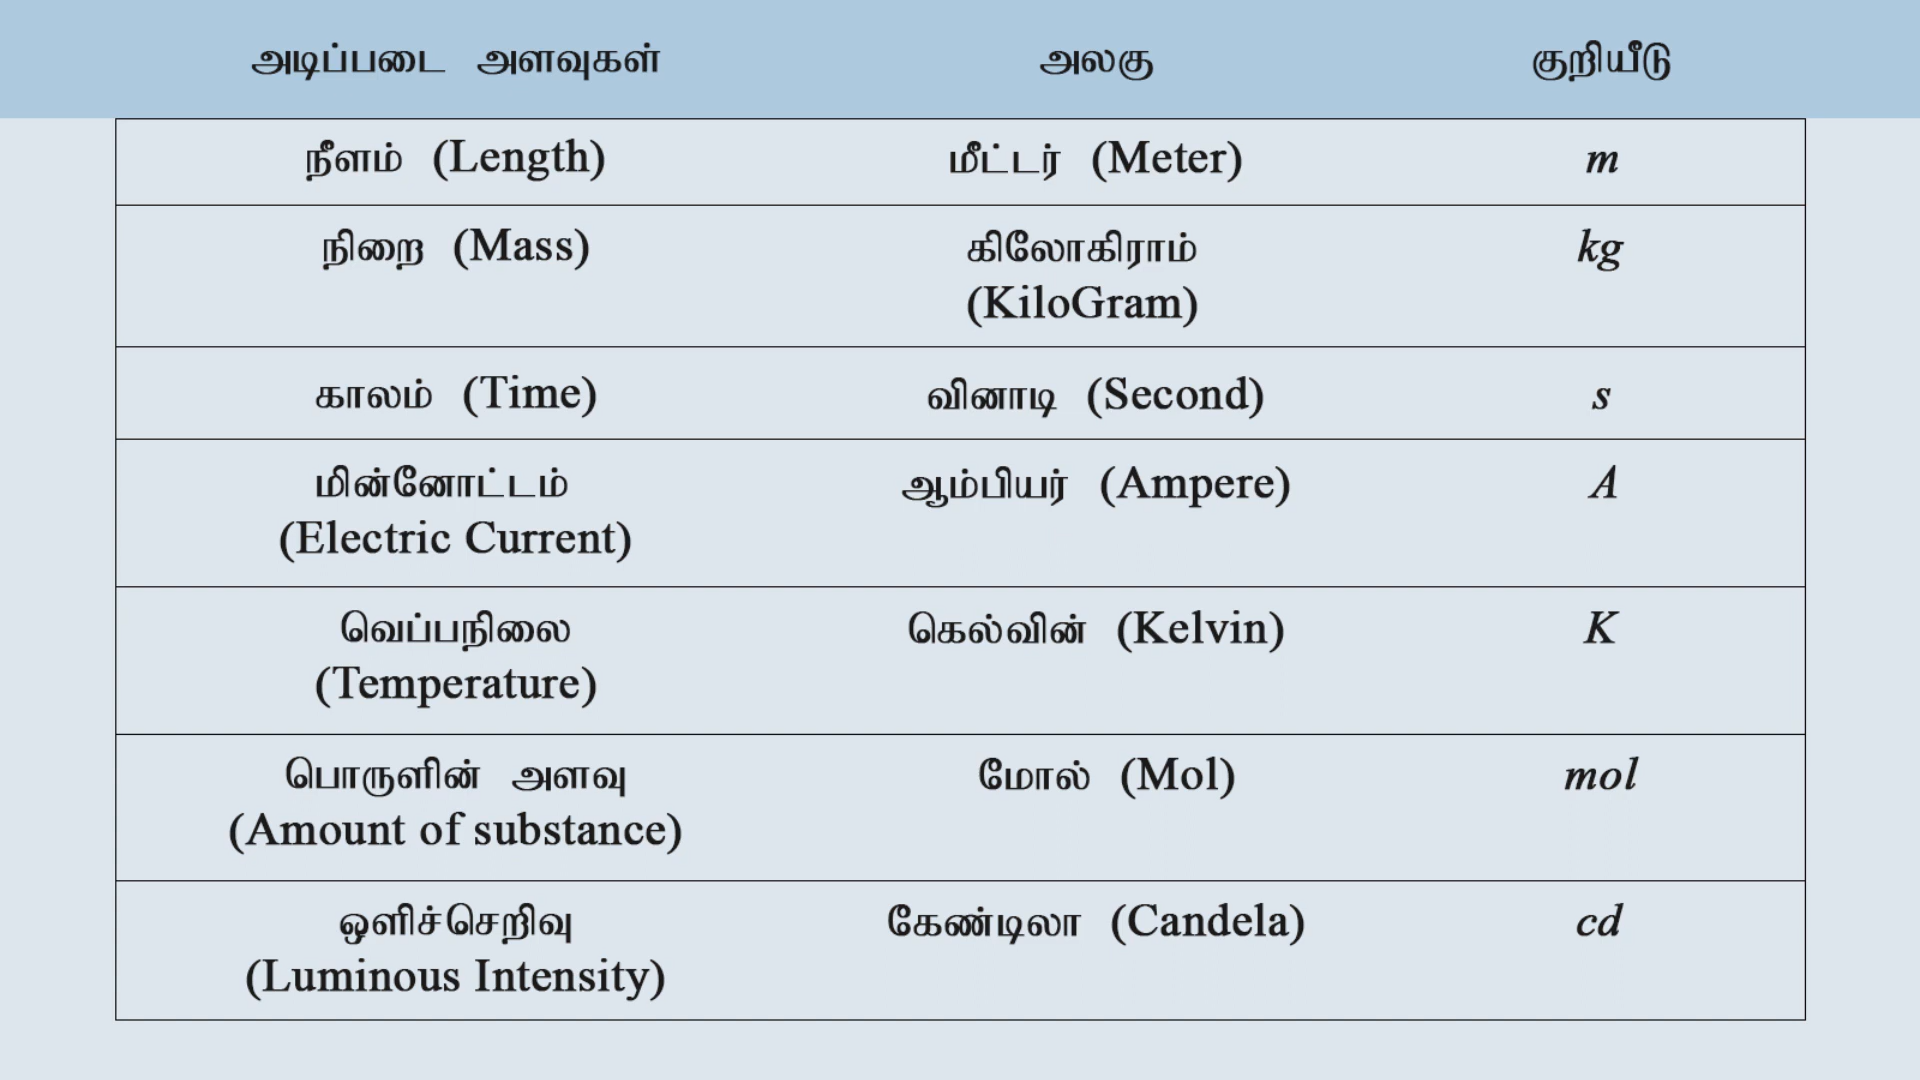 அடிப்படை அளவுகள் அலகு குறியீடு
நீளம் (Length) மீட்டர் (Meter) m
நிறை (Mass) கிலோகிராம் kg
(KiloGram)
காலம் (Time) வினாடி (Second) s
மின்னோட்டம் ஆம்பியர் (Ampere) A
(Electric Current)
வெப்பநிலை கெல்வின் (Kelvin) K
(Temperature)
பொருளின் அளவு மோல் (Mol) mol
(Amount of substance)
ஒளிச்செறிவு கேண்டிலா (Candela) cd
(Luminous Intensity)